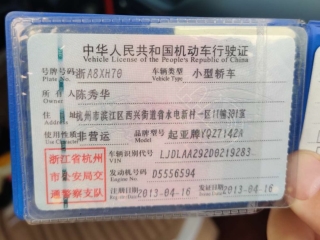 中华人民共和国机动车行驶证
Vehicle License of the People's Republic of China
号牌号码 浙A8XH70 车辆类型 小型轿车
Plate No. Vehicle Type
所有人 陈秀华
Owner
住址 杭州市滨江区西兴街道省水电新村一区11幢301室
Address
使用性质 非营运 品牌型号 起亚牌YQZ7142A
Use Character Model
浙江省杭州 车辆识别代号 LJDLAA29ZD0219283
VIN
市公安局交 发动机号码 D5556594
Engine No.
通警察支队 注册日期 2013-04-16 发证日期 2013-04-16
Register Date Issue Date